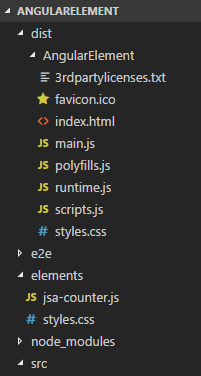 ANGULARELEMENT
dist
AngularElement
3rdpartylicenses.txt
favicon.ico
index.html
main.js
polyfills.js
runtime.js
scripts.js
styles.css
e2e
elements
jsa-counter.js
styles.css
node_modules
src